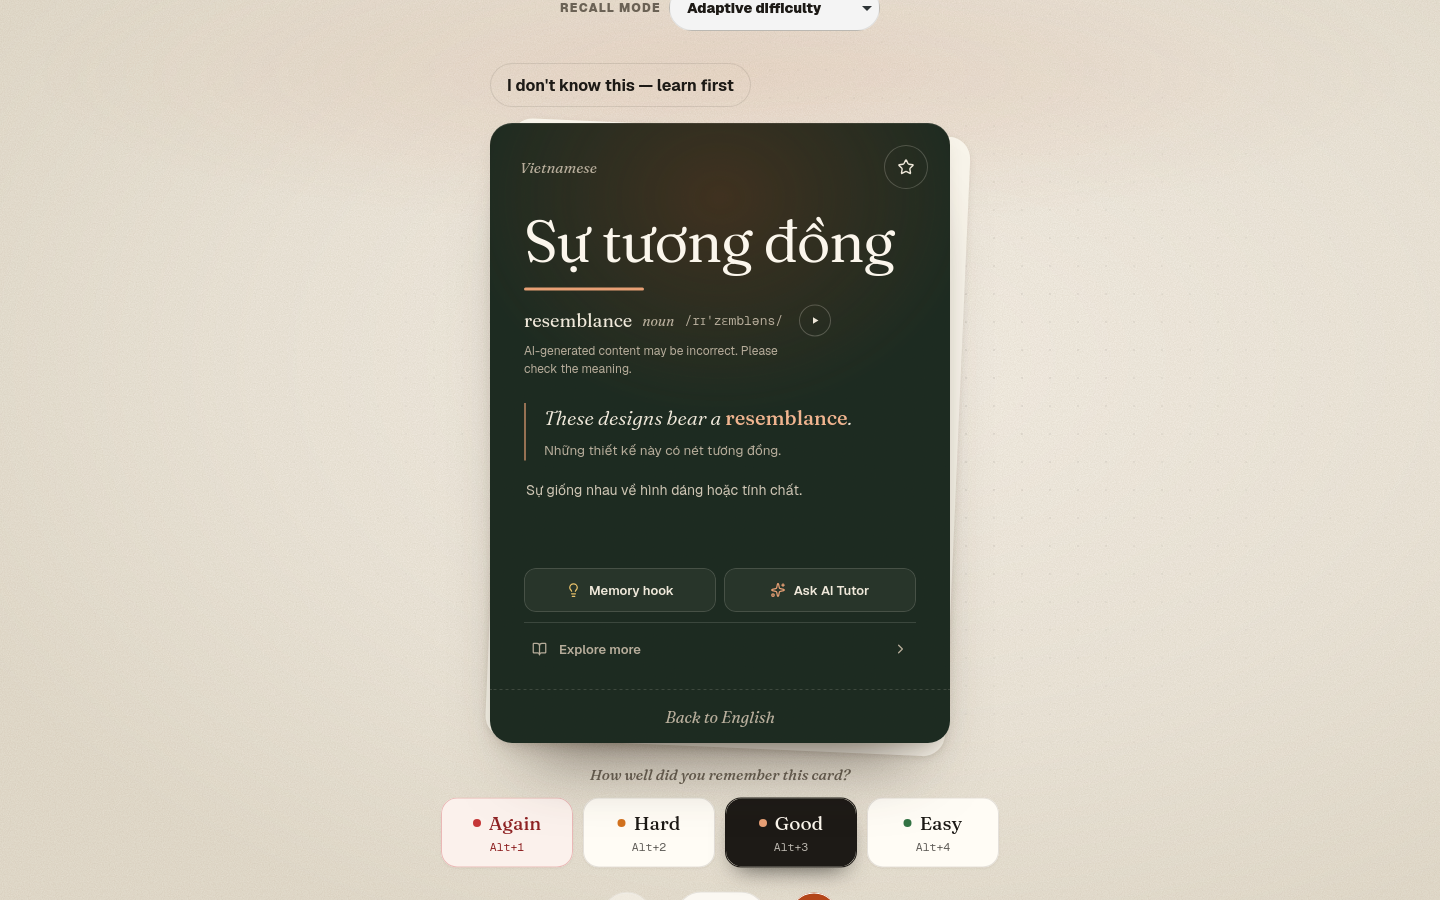 RECALL MODE Adaptive difficulty
I don't know this — learn first
Vietnamese
Sự tương đồng
resemblance noun /rɪˈzɛmbləns/
AI-generated content may be incorrect. Please
check the meaning.
These designs bear a resemblance.
Những thiết kế này có nét tương đồng.
Sự giống nhau về hình dáng hoặc tính chất.
Memory hook
Ask AI Tutor
Explore more
Back to English
How well did you remember this card?
Again
Alt+1
Hard
Alt+2
Good
Alt+3
Easy
Alt+4